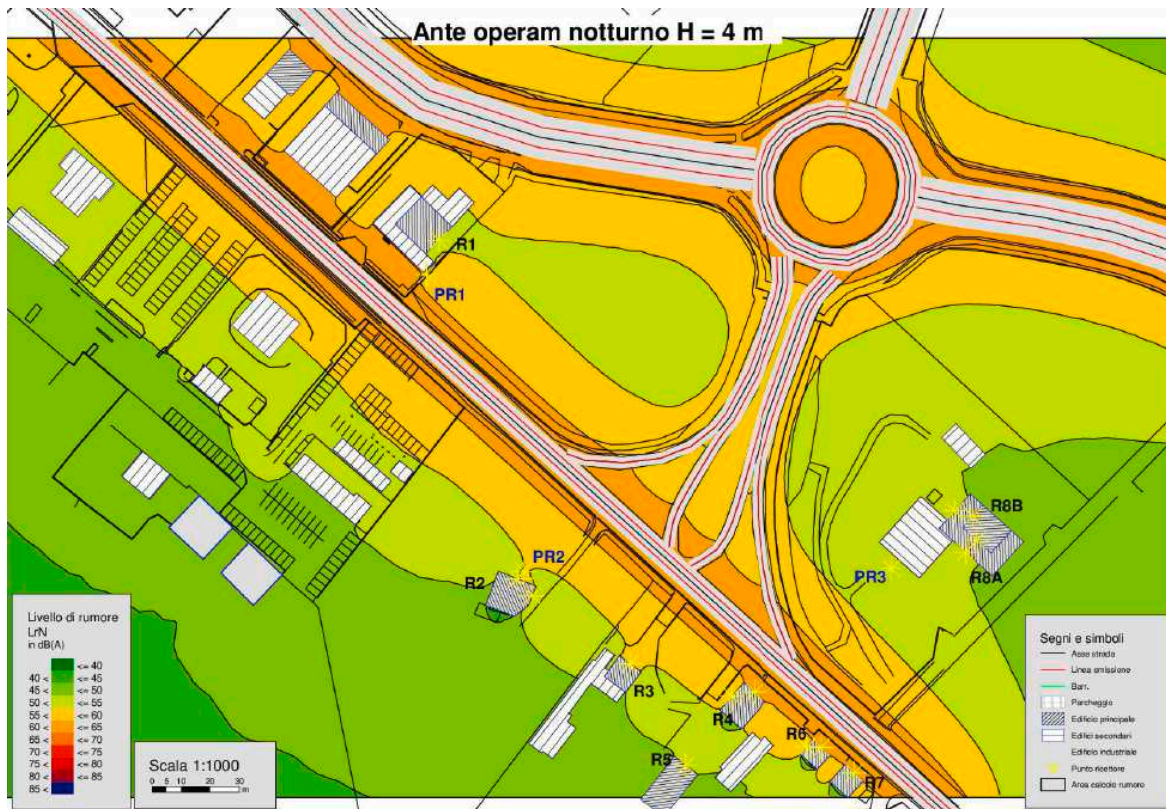 Ante operam notturno H = 4 m
R1
PR1
R8B
PR2
R2
PR3
R8A
R3
R4
R6
R5
R7
Livello di rumore
LrN
in dB(A)
<= 40
40 < <= 45
45 < <= 50
50 < <= 55
55 < <= 60
60 < <= 65
65 < <= 70
70 < <= 75
75 < <= 80
80 < <= 85
85 <
Scala 1:1000
0 5 10 20 30
m
Segni e simboli
Asse strada
Linea emissione
Barr.
Parcheggio
Edificio principale
Edifici secondari
Edificio industriale
Punto ricettore
Area calcolo rumore